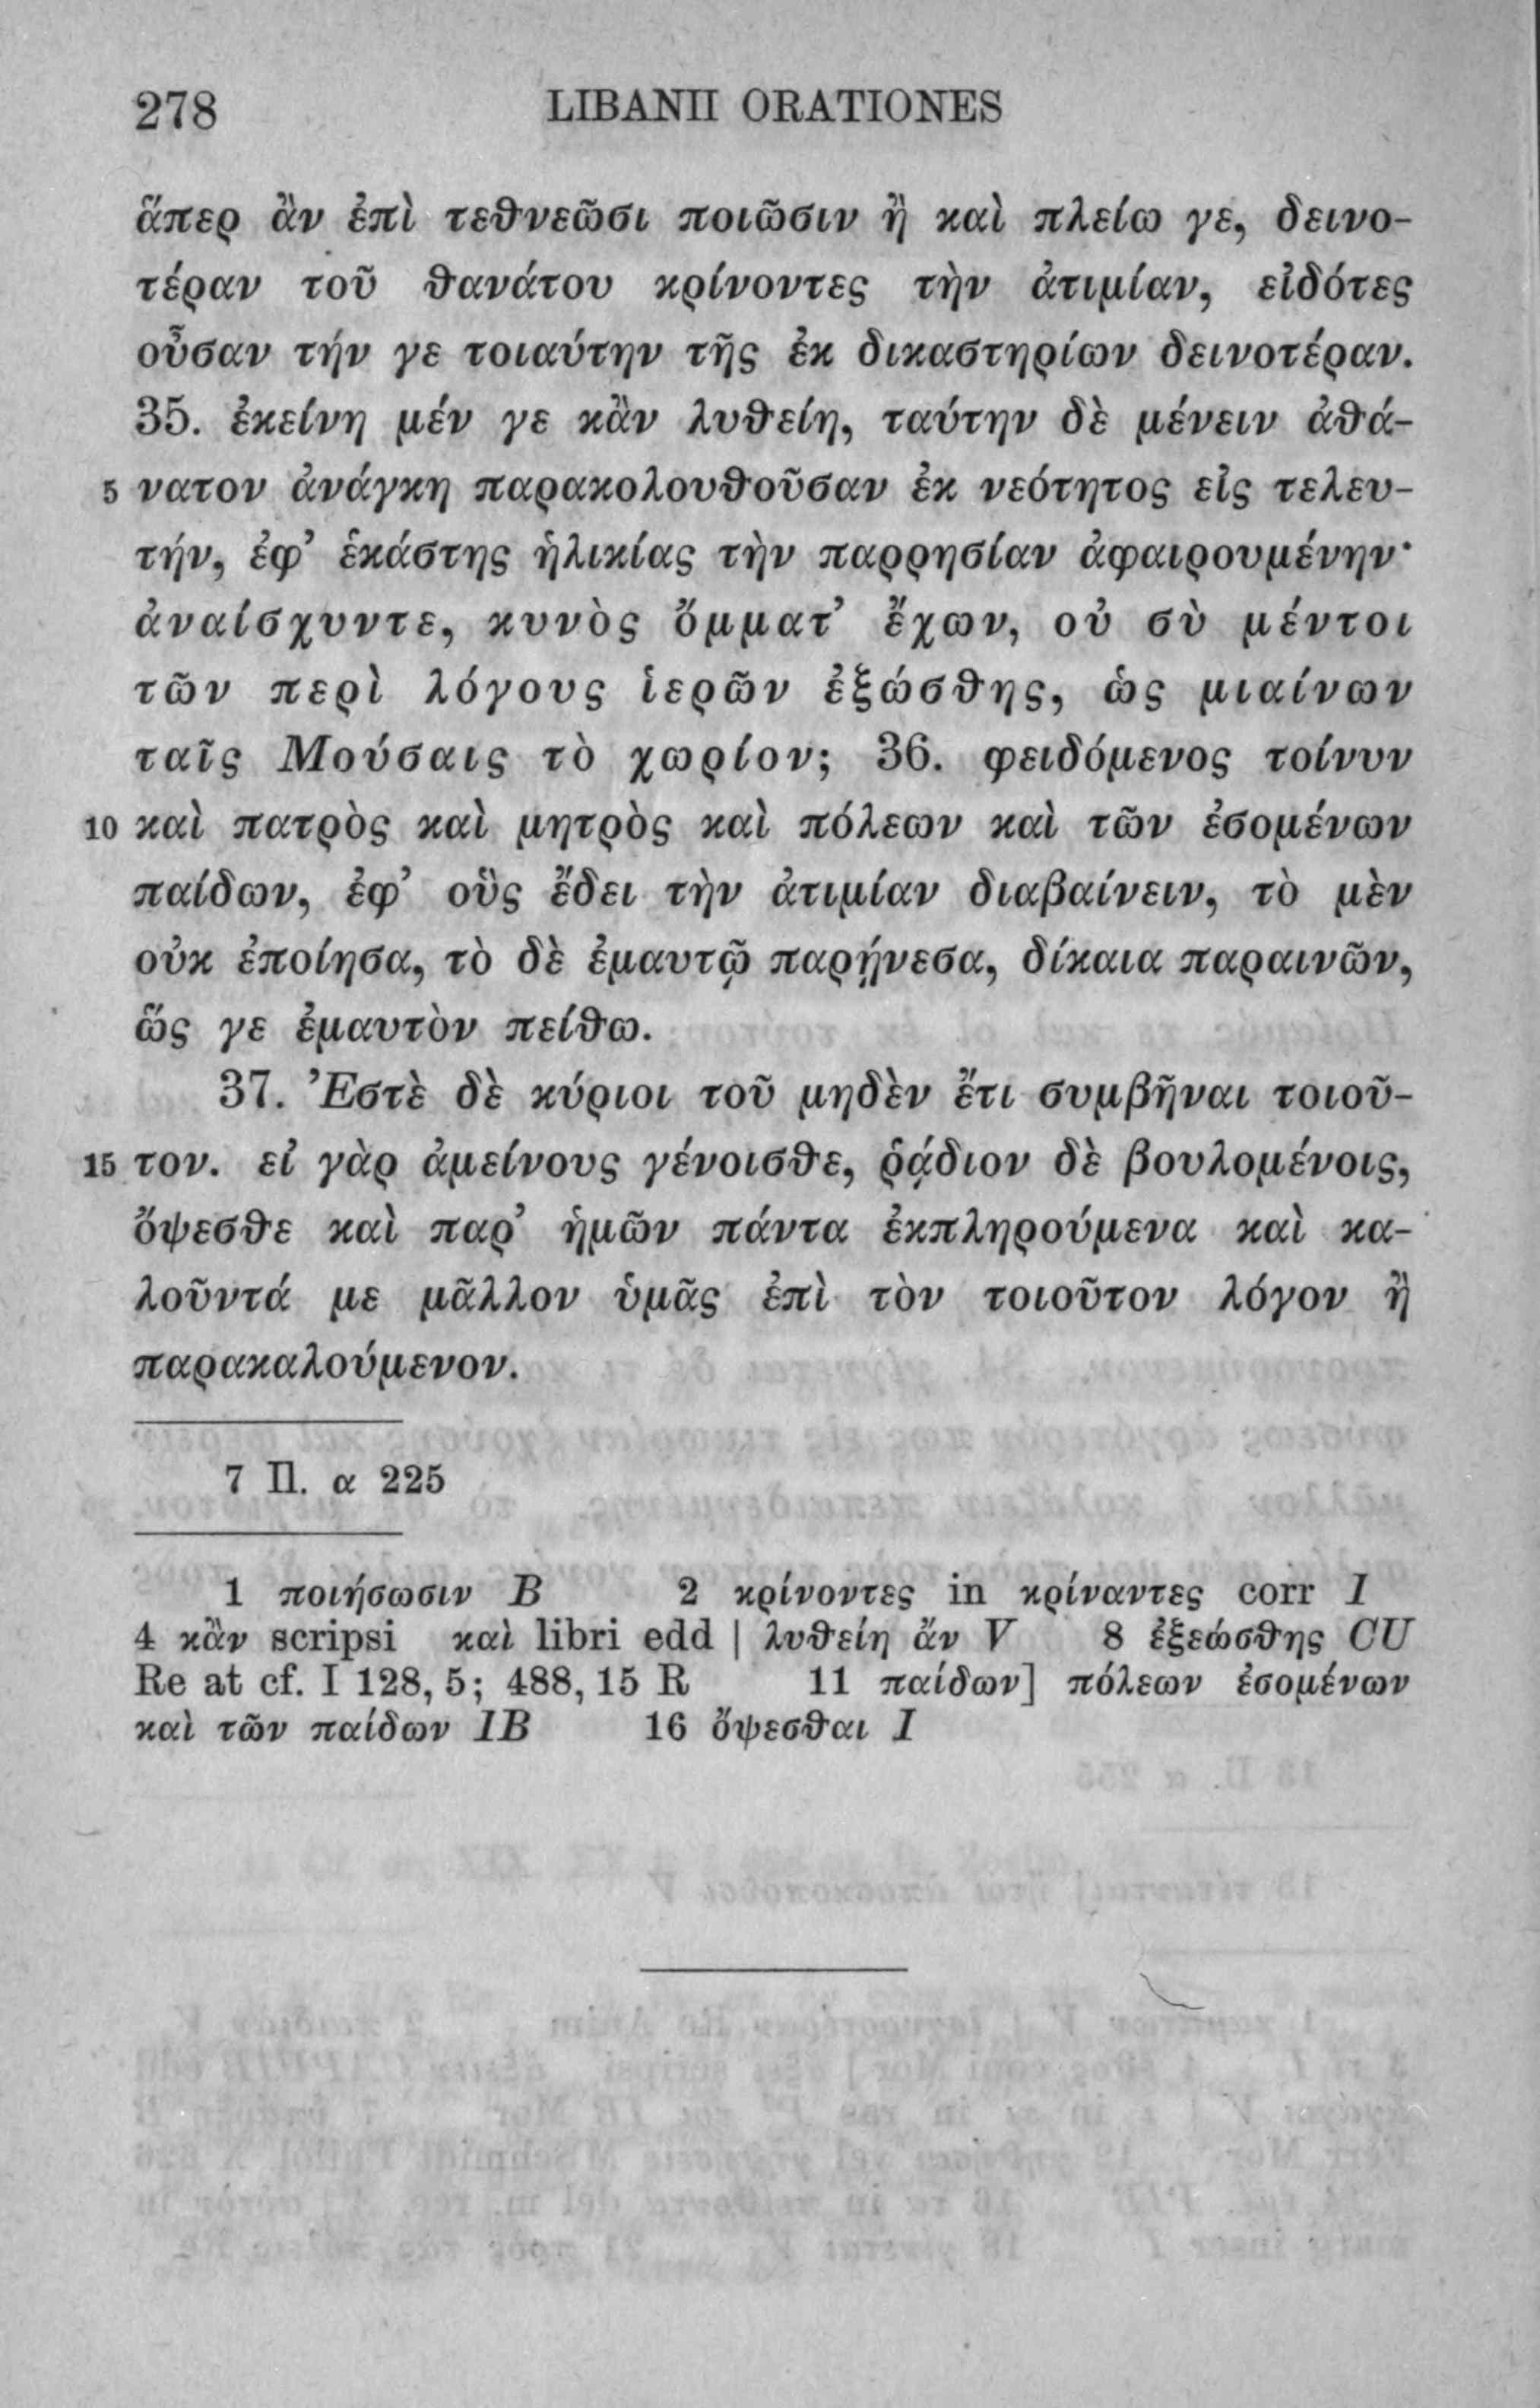 278 LIBANII ORATIONES
ἅπερ ἂν ἐπὶ τεθνεῶσι ποιῶσιν ἢ καὶ πλείω γε, δεινο-
τέραν τοῦ θανάτου κρίνοντες τὴν ἀτιμίαν, εἰδότες
οὖσαν τήν γε τοιαύτην τῆς ἐκ δικαστηρίων δεινοτέραν.
35. ἐκείνη μέν γε κἂν λυθείη, ταύτην δὲ μένειν ἀθά-
5 νατον ἀνάγκη παρακολουθοῦσαν ἐκ νεότητος εἰς τελευ-
τήν, ἐφ’ ἑκάστης ἡλικίας τὴν παρρησίαν ἀφαιρουμένην·
ἀναίσχυντε, κυνὸς ὄμματ’ ἔχων, οὐ σὺ μέντοι
τῶν περὶ λόγους ἱερῶν ἐξώσθης, ὡς μιαίνων
ταῖς Μούσαις τὸ χωρίον; 36. φειδόμενος τοίνυν
10 καὶ πατρὸς καὶ μητρὸς καὶ πόλεων καὶ τῶν ἐσομένων
παίδων, ἐφ’ οὓς ἔδει τὴν ἀτιμίαν διαβαίνειν, τὸ μὲν
οὐκ ἐποίησα, τὸ δὲ ἐμαυτῷ παρῄνεσα, δίκαια παραινῶν,
ὥς γε ἐμαυτὸν πείθω.
37. Ἐστὲ δὲ κύριοι τοῦ μηδὲν ἔτι συμβῆναι τοιοῦ-
15 τον. εἰ γὰρ ἀμείνους γένοισθε, ῥᾴδιον δὲ βουλομένοις,
ὄψεσθε καὶ παρ’ ἡμῶν πάντα ἐκπληρούμενα καὶ κα-
λοῦντά με μᾶλλον ὑμᾶς ἐπὶ τὸν τοιοῦτον λόγον ἢ
παρακαλούμενον.
7 Il. α 225
1 ποιήσωσιν B 2 κρίνοντες in κρίναντες corr I
4 κἂν scripsi καὶ libri edd | λυθείη ἄν V 8 ἐξεώσθης CU
Re at cf. I 128, 5; 488, 15 R 11 παίδων] πόλεων ἐσομένων
καὶ τῶν παίδων IB 16 ὄψεσθαι I